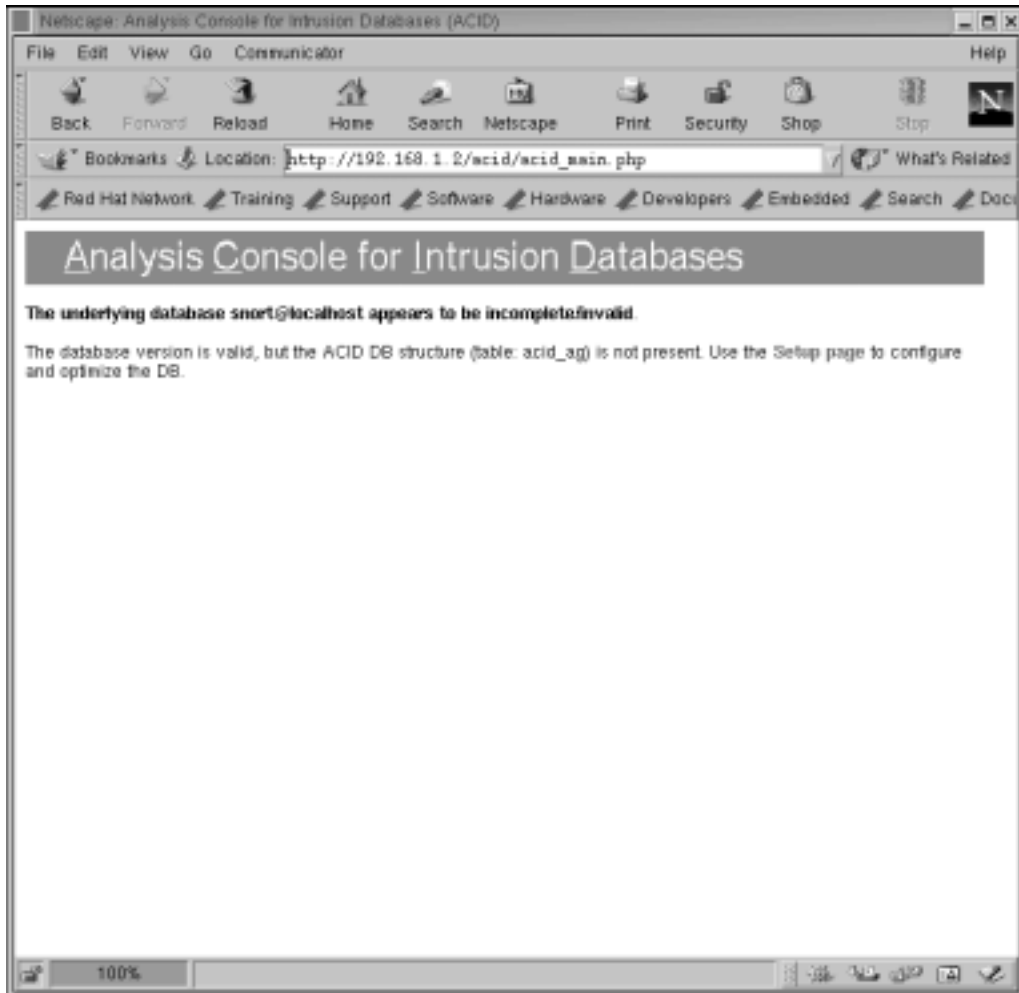 Netscape: Analysis Console for Intrusion Databases (ACID)
File Edit View Go Communicator Help
Back Forward Reload Home Search Netscape Print Security Shop Stop
N
Bookmarks Location: http://192.168.1.2/acid/acid_main.php What's Related
Red Hat Network Training Support Software Hardware Developers Embedded Search Docu
Analysis Console for Intrusion Databases
The underlying database snort@localhost appears to be incomplete/invalid.
The database version is valid, but the ACID DB structure (table: acid_ag) is not present. Use the Setup page to configure
and optimize the DB.
100%